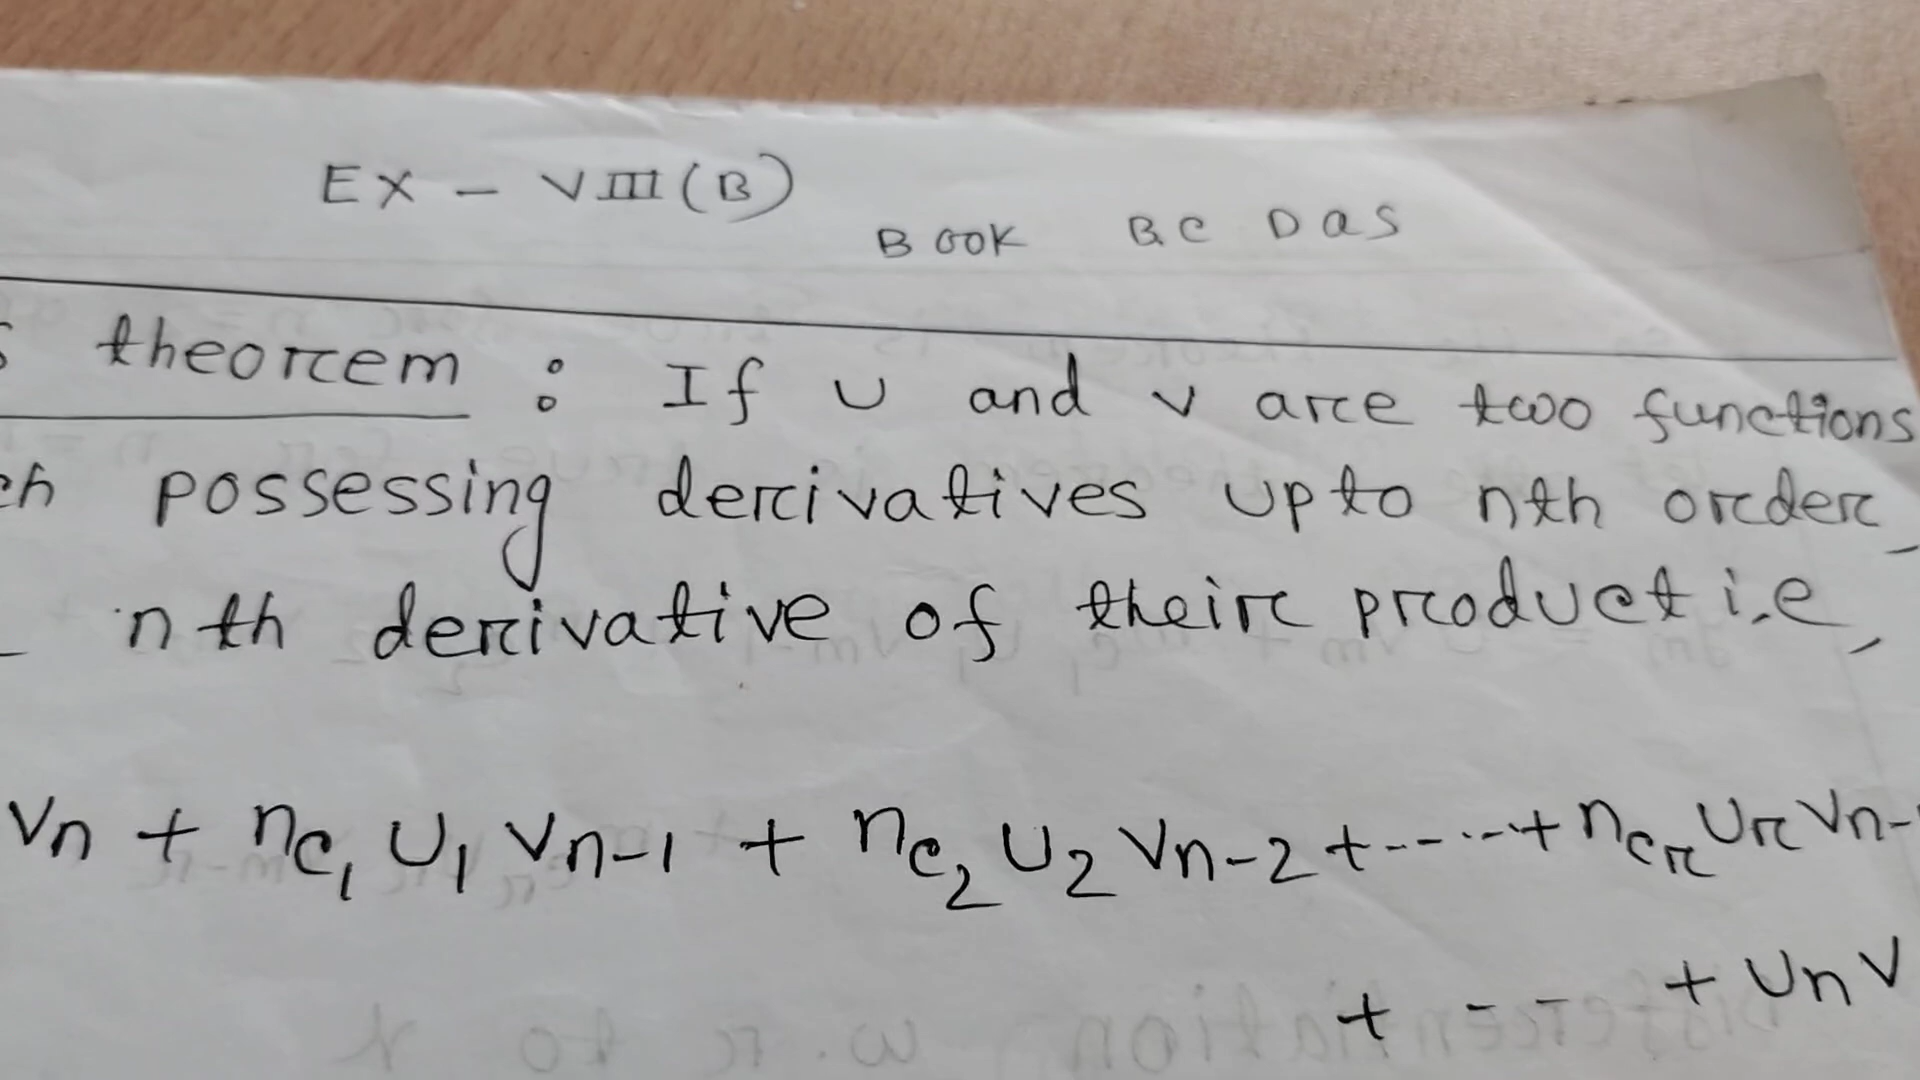 EX - VIII (B)
BOOK BC DAS
theorem : If u and v are two functions
possessing derivatives upto nth order,
nth derivative of their product i.e,
vn + nc1 u1 vn-1 + nc2 u2 vn-2 + ----- + ncr ur vn-
+ - - - + un v